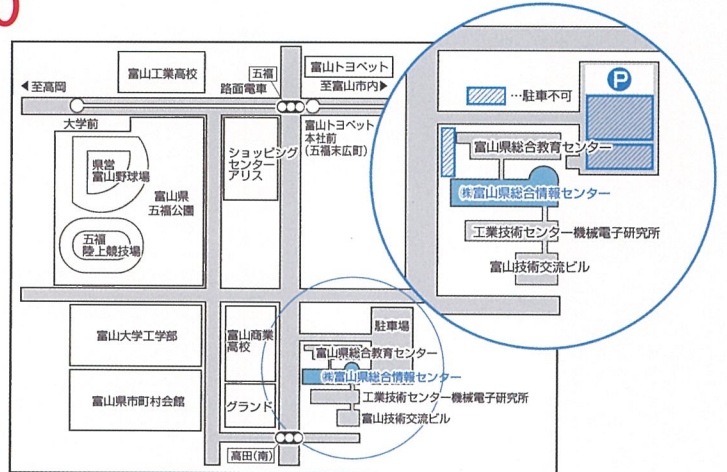 富山工業高校
五福
富山トヨペット
◀至高岡
路面電車
至富山市内▶
大学前
富山トヨペット
本社前
(五福末広町)
県営
富山野球場
富山県
五福公園
ショッピング
センター
アリス
五福
陸上競技場
P
…駐車不可
富山県総合教育センター
㈱富山県総合情報センター
工業技術センター機械電子研究所
富山技術交流ビル
富山大学工学部
富山商業
高校
駐車場
富山県総合教育センター
㈱富山県総合情報センター
富山県市町村会館
グランド
工業技術センター機械電子研究所
富山技術交流ビル
高田(南)